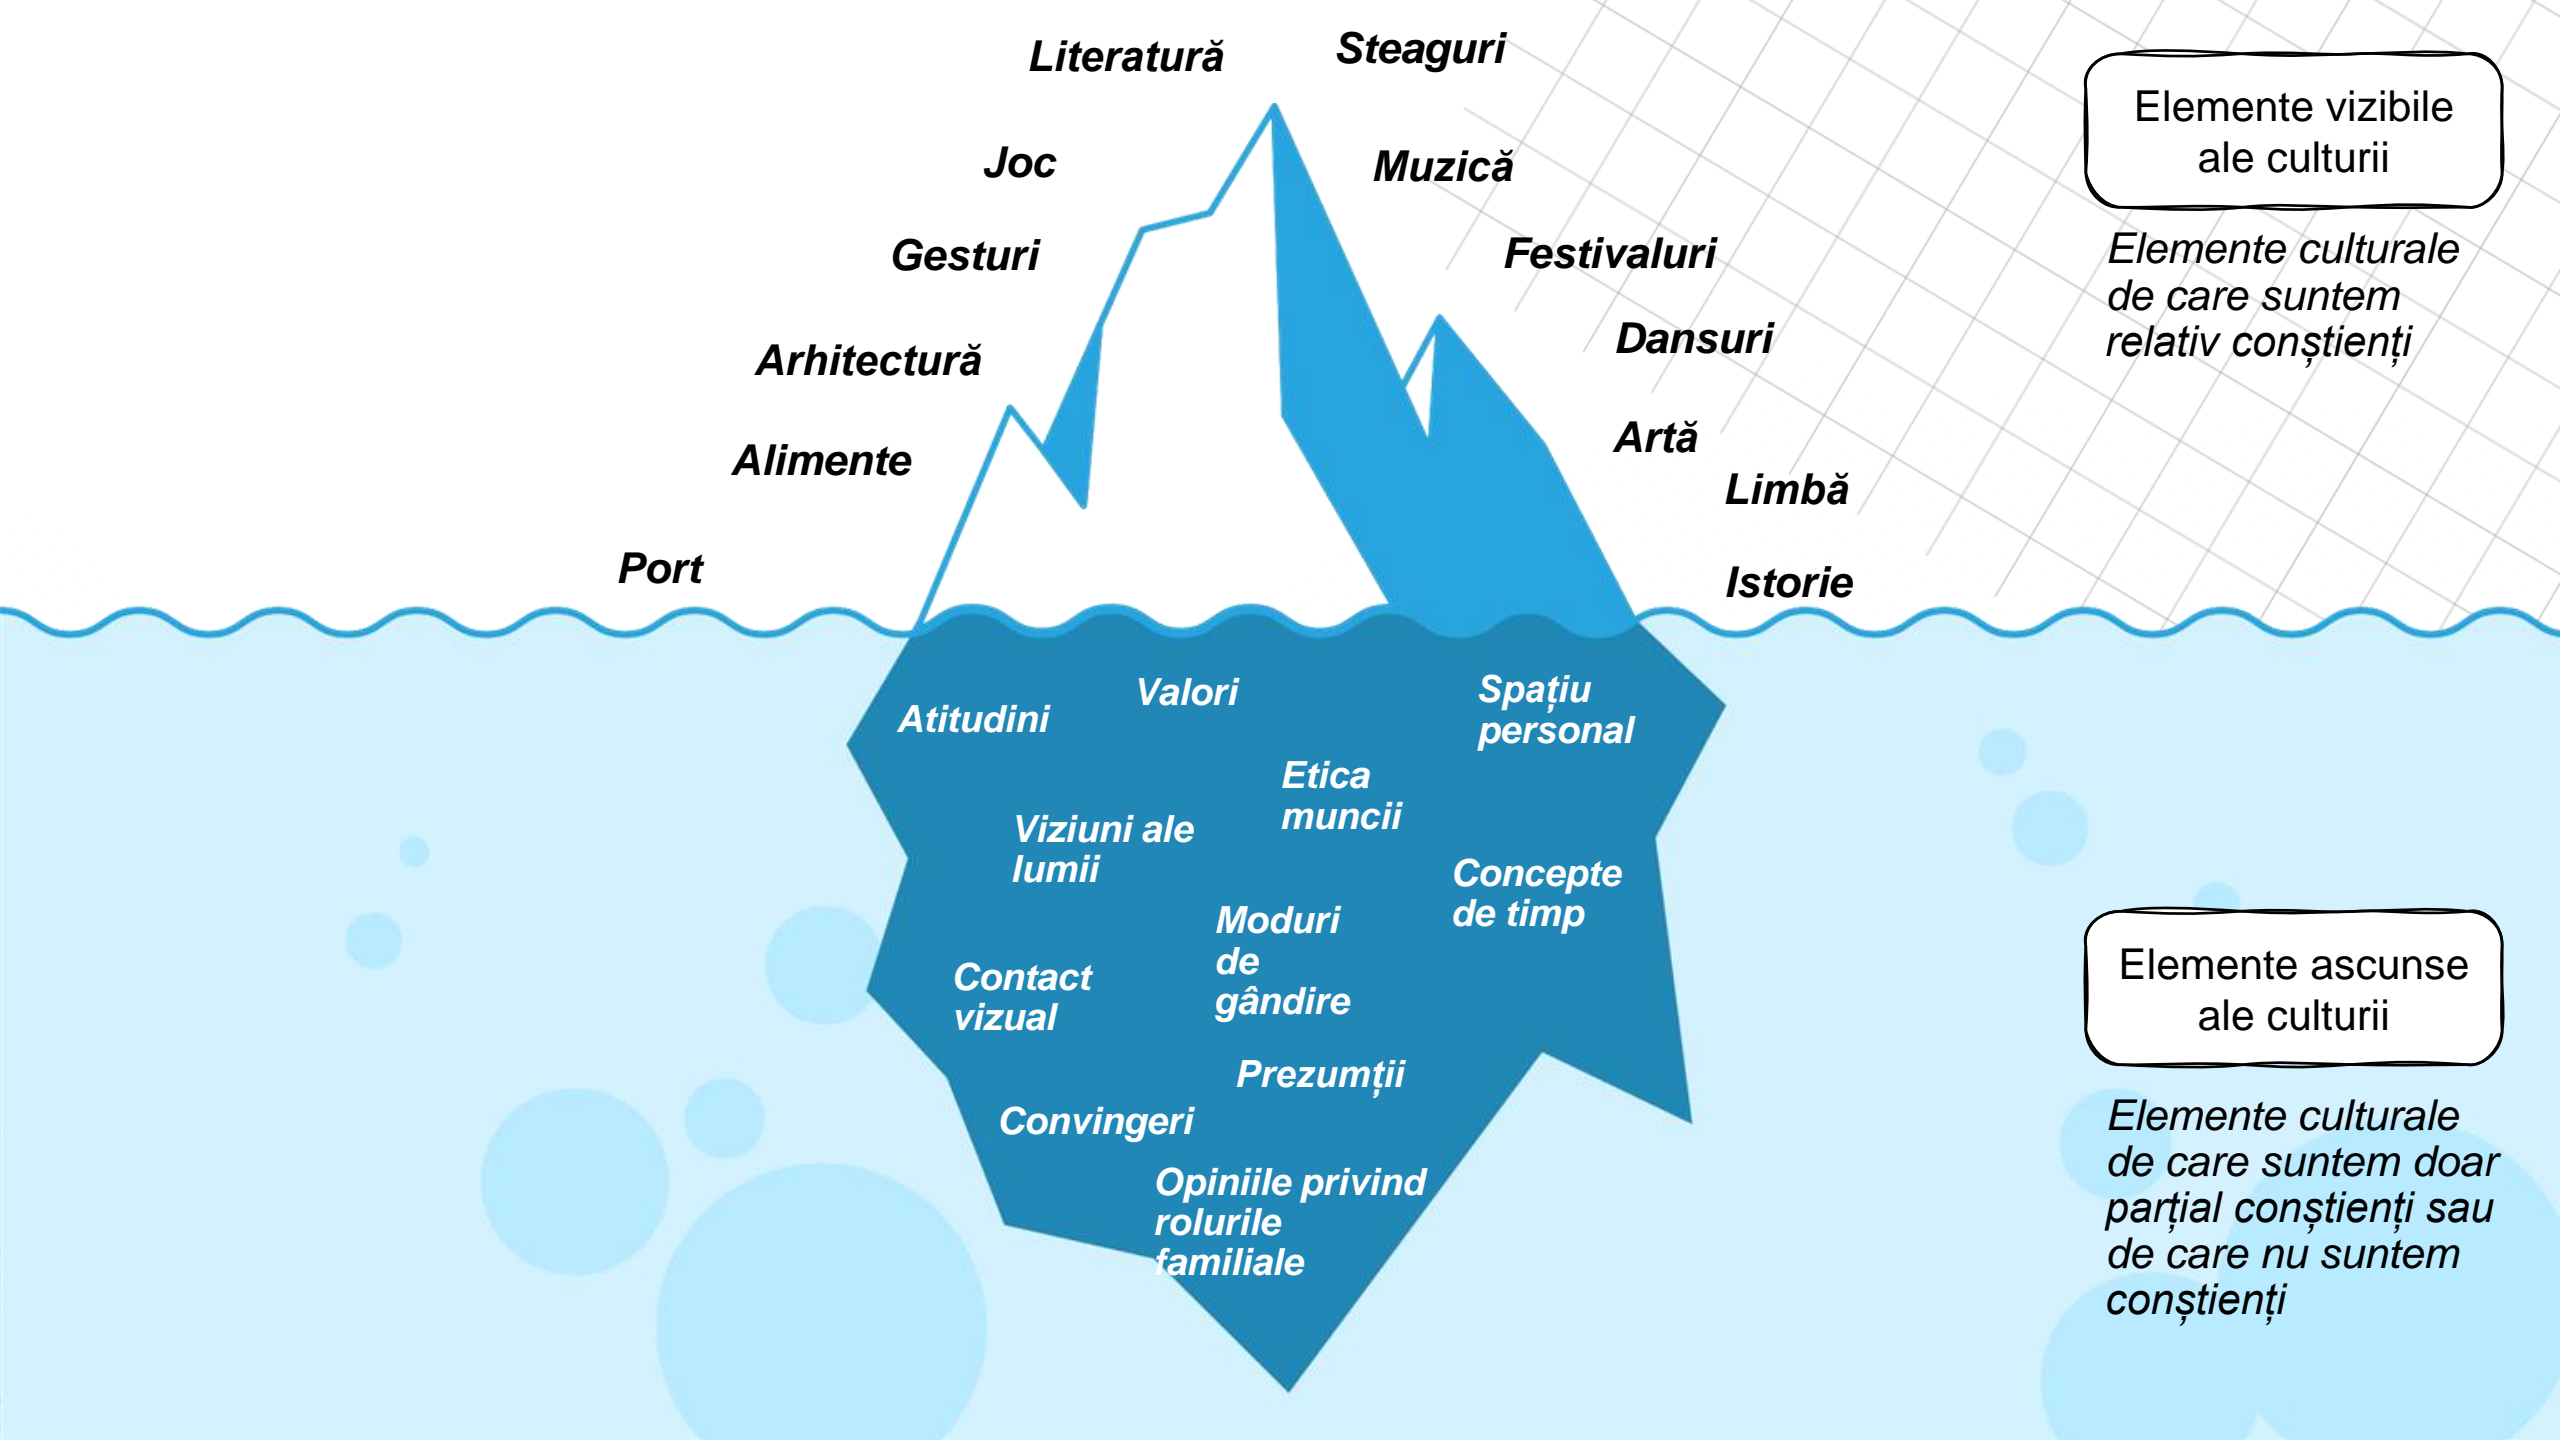 Literatură
Steaguri
Joc
Muzică
Gesturi
Festivaluri
Arhitectură
Dansuri
Alimente
Artă
Limbă
Port
Istorie
Elemente vizibile
ale culturii
Elemente culturale
de care suntem
relativ conștienți
Atitudini
Valori
Spațiu
personal
Etica
muncii
Viziuni ale
lumii
Concepte
de timp
Moduri
de
gândire
Contact
vizual
Prezumții
Convingeri
Opiniile privind
rolurile
familiale
Elemente ascunse
ale culturii
Elemente culturale
de care suntem doar
parțial conștienți sau
de care nu suntem
conștienți